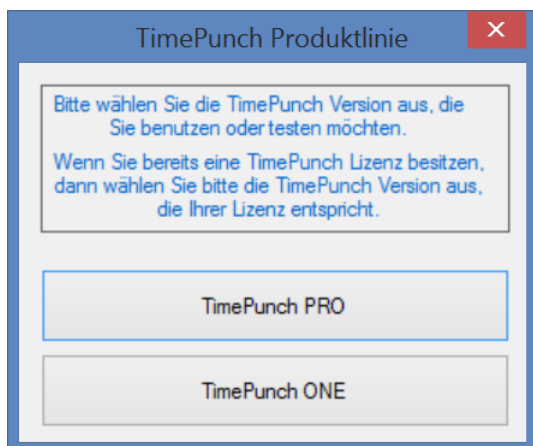 TimePunch Produktlinie
Bitte wählen Sie die TimePunch Version aus, die
Sie benutzen oder testen möchten.
Wenn Sie bereits eine TimePunch Lizenz besitzen,
dann wählen Sie bitte die TimePunch Version aus,
die Ihrer Lizenz entspricht.
TimePunch PRO
TimePunch ONE